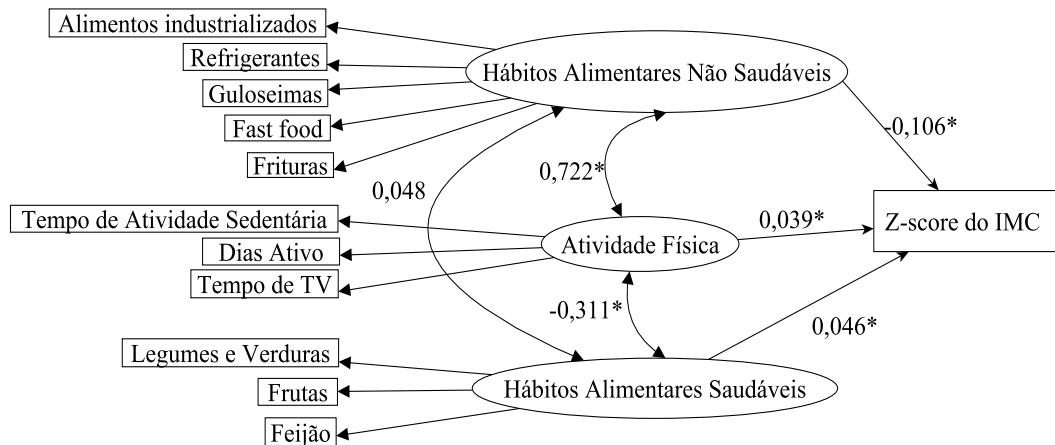 Alimentos industrializados
Refrigerantes
Guloseimas
Fast food
Frituras
Hábitos Alimentares Não Saudáveis
-0,106*
0,048
0,722*
Tempo de Atividade Sedentária
Dias Ativo
Tempo de TV
Atividade Física
0,039*
Z-score do IMC
-0,311*
0,046*
Legumes e Verduras
Frutas
Feijão
Hábitos Alimentares Saudáveis